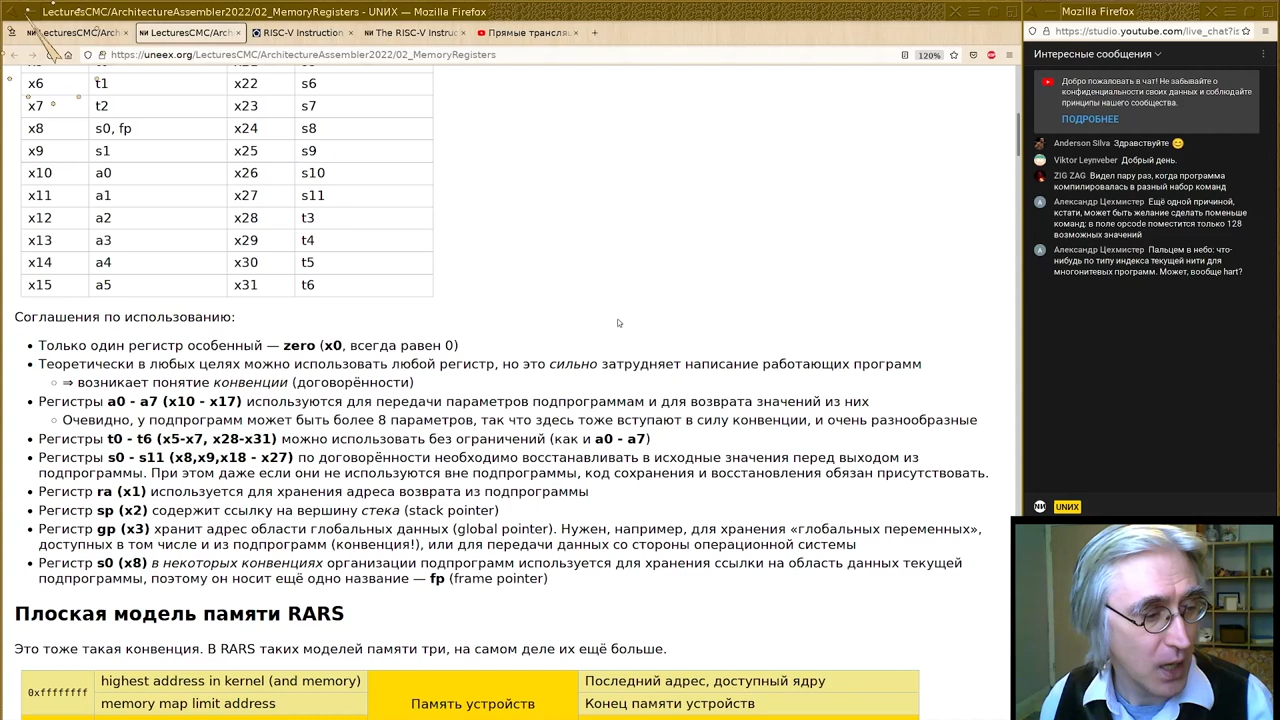 LecturesCMC/ArchitectureAssembler2022/02_MemoryRegisters - UNИX — Mozilla Firefox
LecturesCMC/Archit
LecturesCMC/Archite
RISC-V Instruction
The RISC-V Instruct
Прямые трансляц
https://uneex.org/LecturesCMC/ArchitectureAssembler2022/02_MemoryRegisters
120%
x6 t1 x22 s6
x7 t2 x23 s7
x8 s0, fp x24 s8
x9 s1 x25 s9
x10 a0 x26 s10
x11 a1 x27 s11
x12 a2 x28 t3
x13 a3 x29 t4
x14 a4 x30 t5
x15 a5 x31 t6
Соглашения по использованию:
Только один регистр особенный — zero (x0, всегда равен 0)
Теоретически в любых целях можно использовать любой регистр, но это сильно затрудняет написание работающих программ
⇒ возникает понятие конвенции (договорённости)
Регистры a0 - a7 (x10 - x17) используются для передачи параметров подпрограммам и для возврата значений из них
Очевидно, у подпрограмм может быть более 8 параметров, так что здесь тоже вступают в силу конвенции, и очень разнообразные
Регистры t0 - t6 (x5-x7, x28-x31) можно использовать без ограничений (как и a0 - a7)
Регистры s0 - s11 (x8,x9,x18 - x27) по договорённости необходимо восстанавливать в исходные значения перед выходом из
подпрограммы. При этом даже если они не используются вне подпрограммы, код сохранения и восстановления обязан присутствовать.
Регистр ra (x1) используется для хранения адреса возврата из подпрограммы
Регистр sp (x2) содержит ссылку на вершину стека (stack pointer)
Регистр gp (x3) хранит адрес области глобальных данных (global pointer). Нужен, например, для хранения «глобальных переменных»,
доступных в том числе и из подпрограмм (конвенция!), или для передачи данных со стороны операционной системы
Регистр s0 (x8) в некоторых конвенциях организации подпрограмм используется для хранения ссылки на область данных текущей
подпрограммы, поэтому он носит ещё одно название — fp (frame pointer)
Плоская модель памяти RARS
Это тоже такая конвенция. В RARS таких моделей памяти три, на самом деле их ещё больше.
0xffffffff
highest address in kernel (and memory)
memory map limit address
Память устройств
Последний адрес, доступный ядру
Конец памяти устройств
Mozilla Firefox
https://studio.youtube.com/live_chat?is
Интересные сообщения
Добро пожаловать в чат! Не забывайте о
конфиденциальности своих данных и соблюдайте
принципы нашего сообщества.
ПОДРОБНЕЕ
Anderson Silva Здравствуйте 😊
Viktor Leynveber Добрый день.
ZIG ZAG Видел пару раз, когда программа
компилировалась в разный набор команд
Александр Цехмистер Ещё одной причиной,
кстати, может быть желание сделать поменьше
команд: в поле opcode поместится только 128
возможных значений
Александр Цехмистер Пальцем в небо: что-
нибудь по типу индекса текущей нити для
многонитевых программ. Может, вообще hart?
UNИX